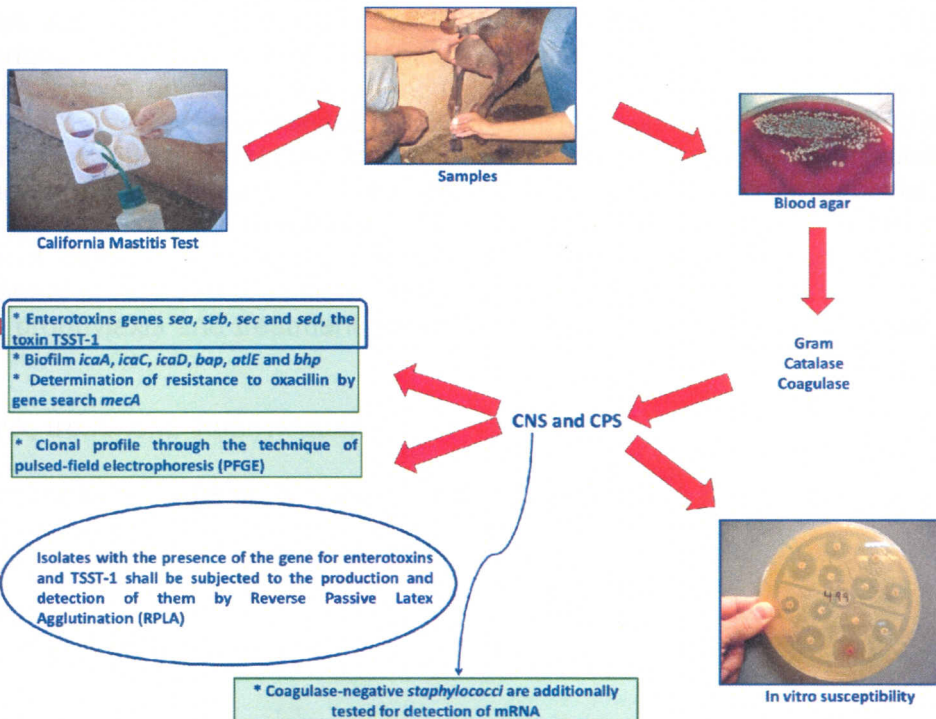 California Mastitis Test
Samples
Blood agar
Gram
Catalase
Coagulase
CNS and CPS
* Enterotoxins genes sea, seb, sec and sed, the
toxin TSST-1
* Biofilm icaA, icaC, icaD, bap, atlE and bhp
* Determination of resistance to oxacillin by
gene search mecA
* Clonal profile through the technique of
pulsed-field electrophoresis (PFGE)
Isolates with the presence of the gene for enterotoxins
and TSST-1 shall be subjected to the production and
detection of them by Reverse Passive Latex
Agglutination (RPLA)
* Coagulase-negative staphylococci are additionally
tested for detection of mRNA
499
In vitro susceptibility